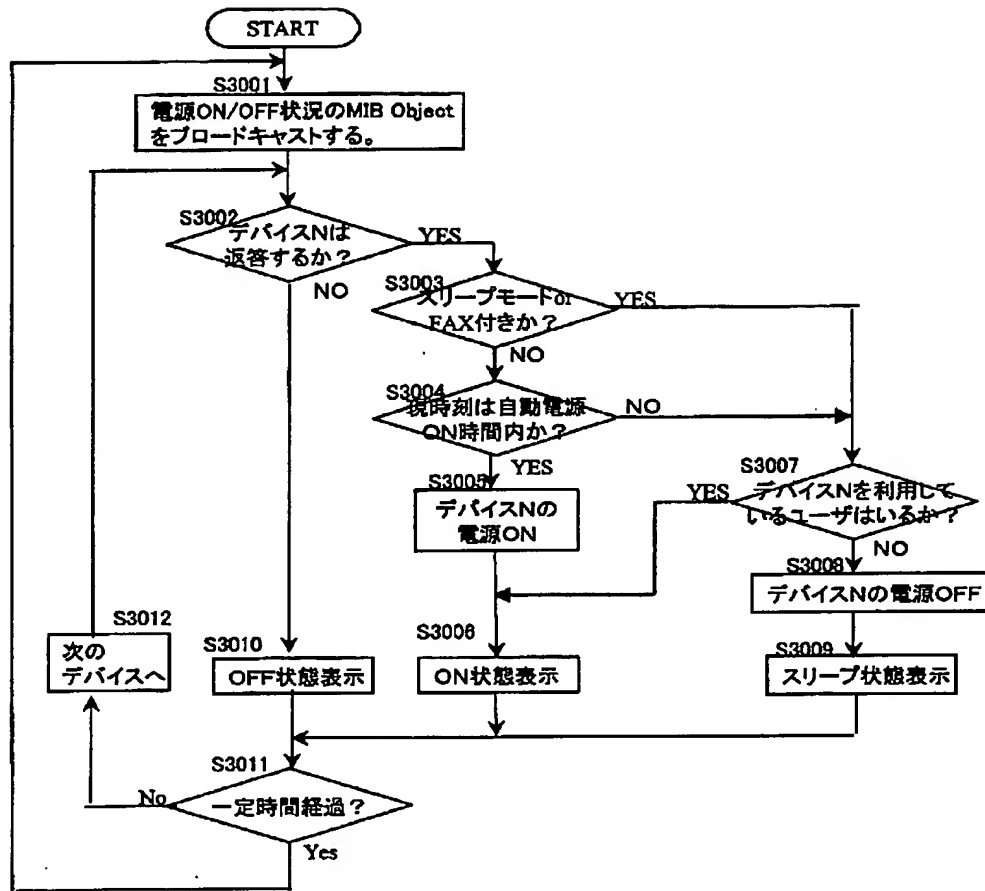 START
S3001
電源ON/OFF状況のMIB Object
をブロードキャストする。
S3002
デバイスNは
返答するか？
YES
NO
S3003
スリープモードor
FAX付きか？
YES
NO
S3004
現時刻は自動電源
ON時間内か？
NO
YES
S3005
デバイスNの
電源ON
S3007
デバイスNを利用して
いるユーザはいるか？
YES
NO
S3008
デバイスNの電源OFF
S3012
次の
デバイスへ
S3010
OFF状態表示
S3006
ON状態表示
S3009
スリープ状態表示
S3011
一定時間経過？
No
Yes